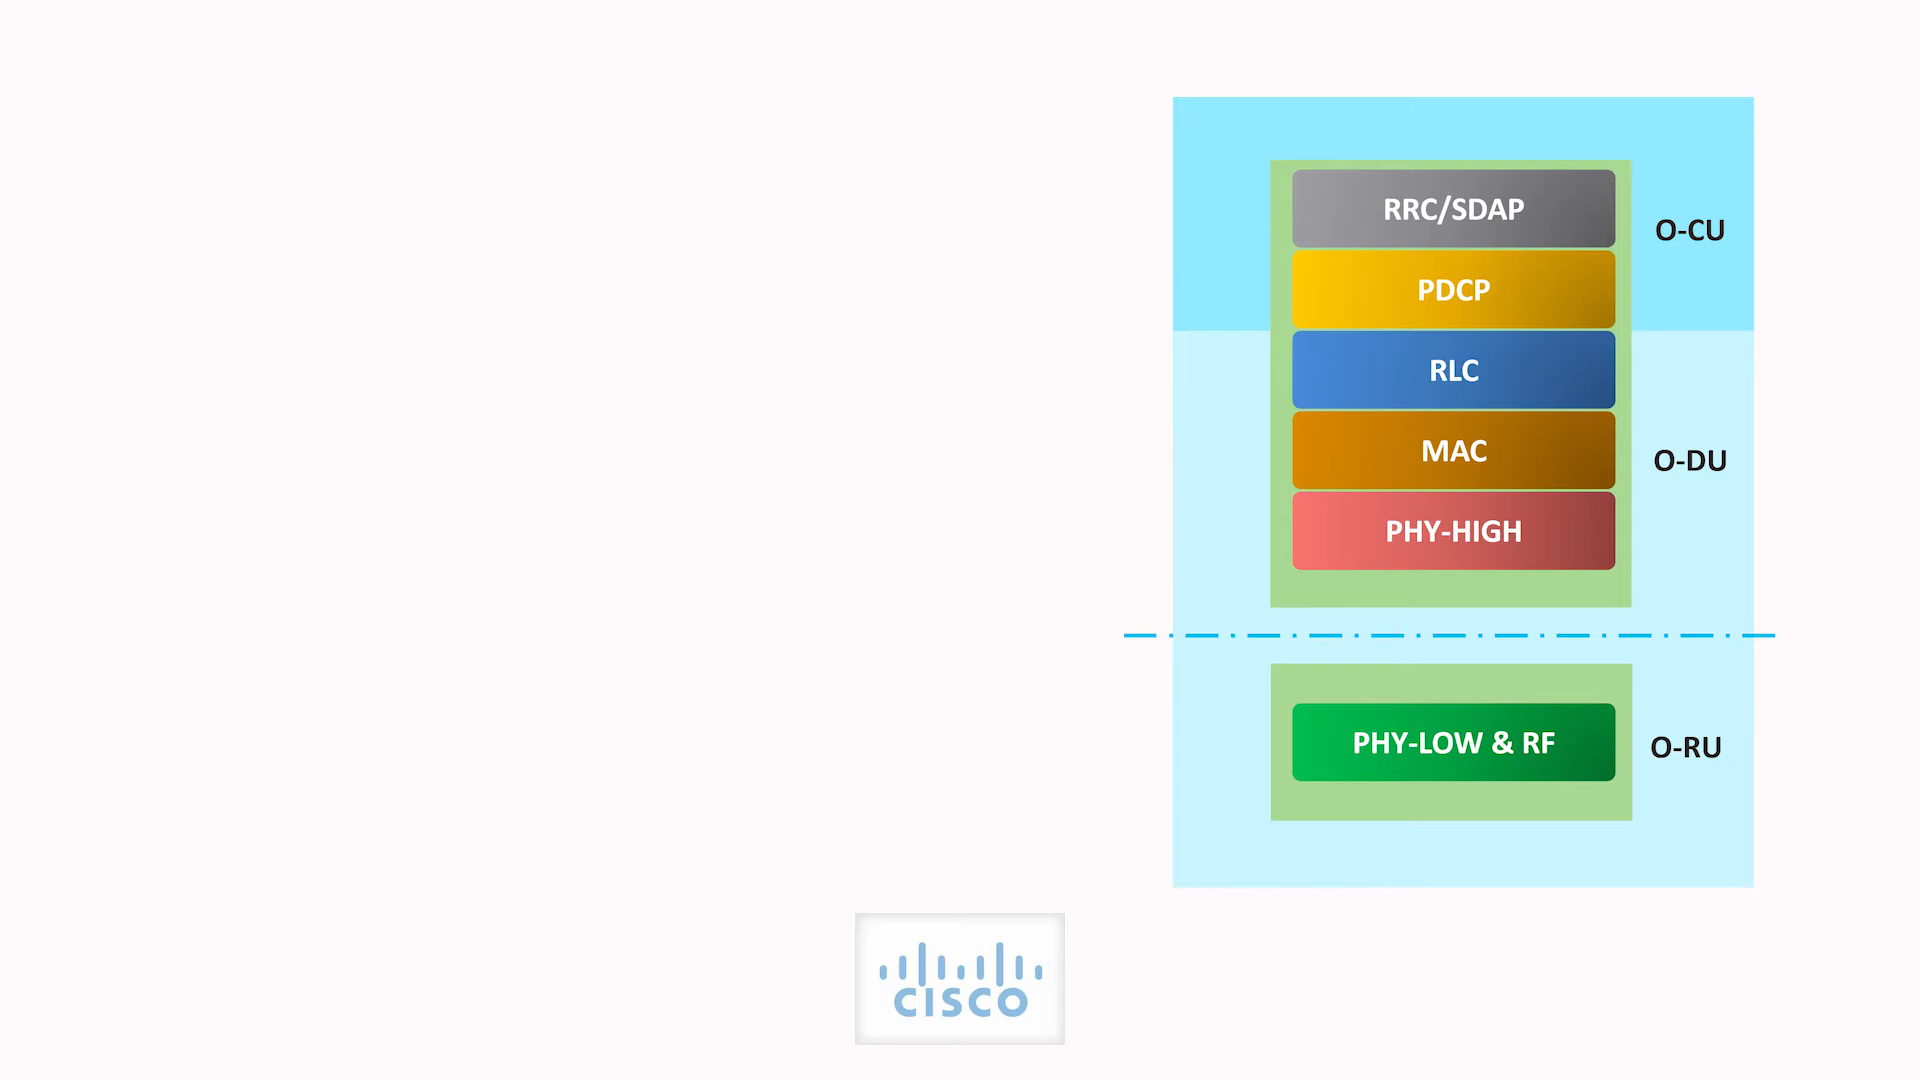 RRC/SDAP
O-CU
PDCP
RLC
MAC
O-DU
PHY-HIGH
PHY-LOW & RF
O-RU
CISCO